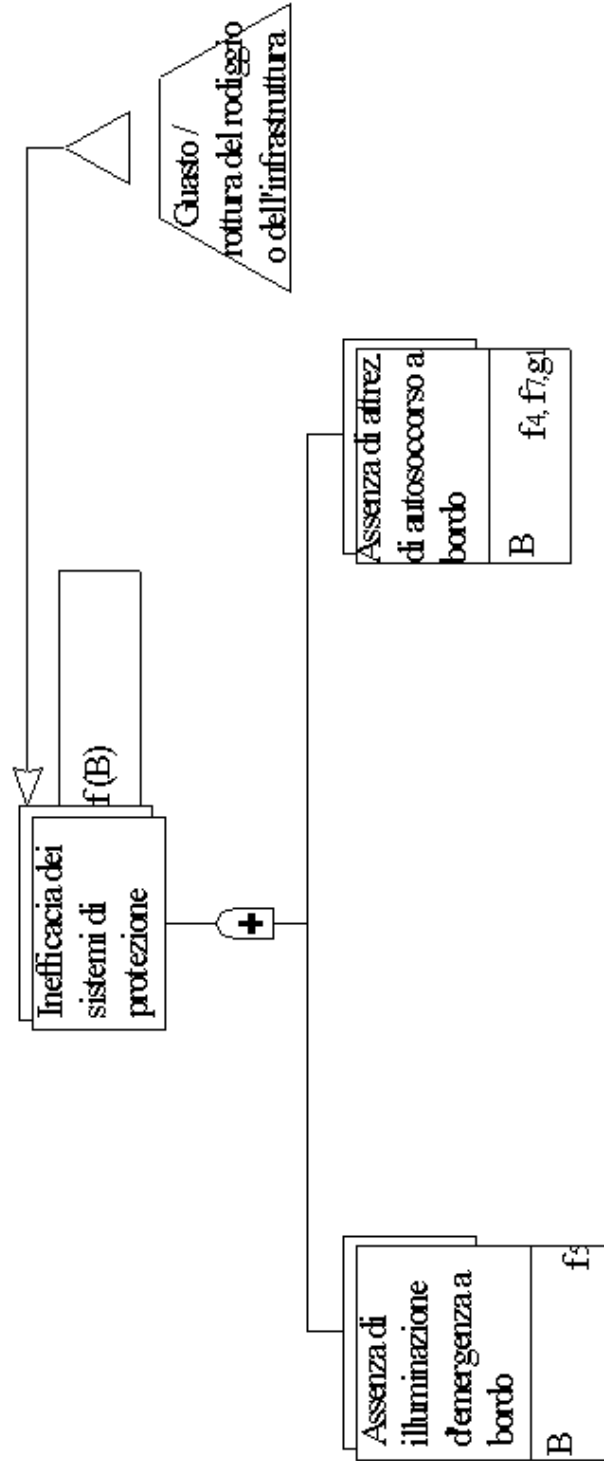 Inefficacia dei
sistemi di
protezione
f (B)
Guasto /
rottura del rodiggio
o dell'infrastruttura
+
Assenza di
illuminazione
d'emergenza a
bordo
B
f5
Assenza di attrez.
di autosoccorso a
bordo
B
f4, f7,g1